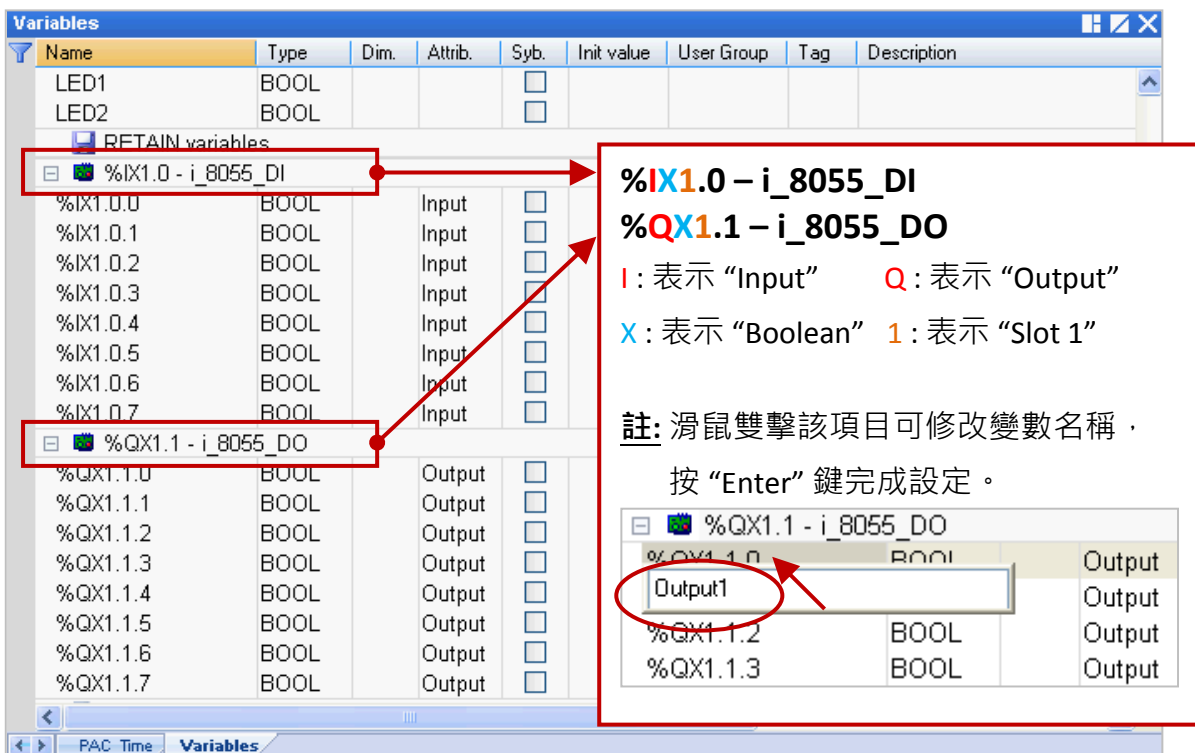 Variables
Name Type Dim. Attrib. Syb. Init value User Group Tag Description
LED1 BOOL
LED2 BOOL
RETAIN variables
%IX1.0 - i_8055_DI
%IX1.0.0 BOOL Input
%IX1.0.1 BOOL Input
%IX1.0.2 BOOL Input
%IX1.0.3 BOOL Input
%IX1.0.4 BOOL Input
%IX1.0.5 BOOL Input
%IX1.0.6 BOOL Input
%IX1.0.7 BOOL Input
%QX1.1 - i_8055_DO
%QX1.1.0 BOOL Output
%QX1.1.1 BOOL Output
%QX1.1.2 BOOL Output
%QX1.1.3 BOOL Output
%QX1.1.4 BOOL Output
%QX1.1.5 BOOL Output
%QX1.1.6 BOOL Output
%QX1.1.7 BOOL Output
PAC Time Variables
%IX1.0 – i_8055_DI
%QX1.1 – i_8055_DO
I : 表示 “Input” Q : 表示 “Output”
X : 表示 “Boolean” 1 : 表示 “Slot 1”
註: 滑鼠雙擊該項目可修改變數名稱，
按 “Enter” 鍵完成設定。
%QX1.1 - i_8055_DO
%QX1.1.0 BOOL Output
Output1 Output
%QX1.1.2 BOOL Output
%QX1.1.3 BOOL Output